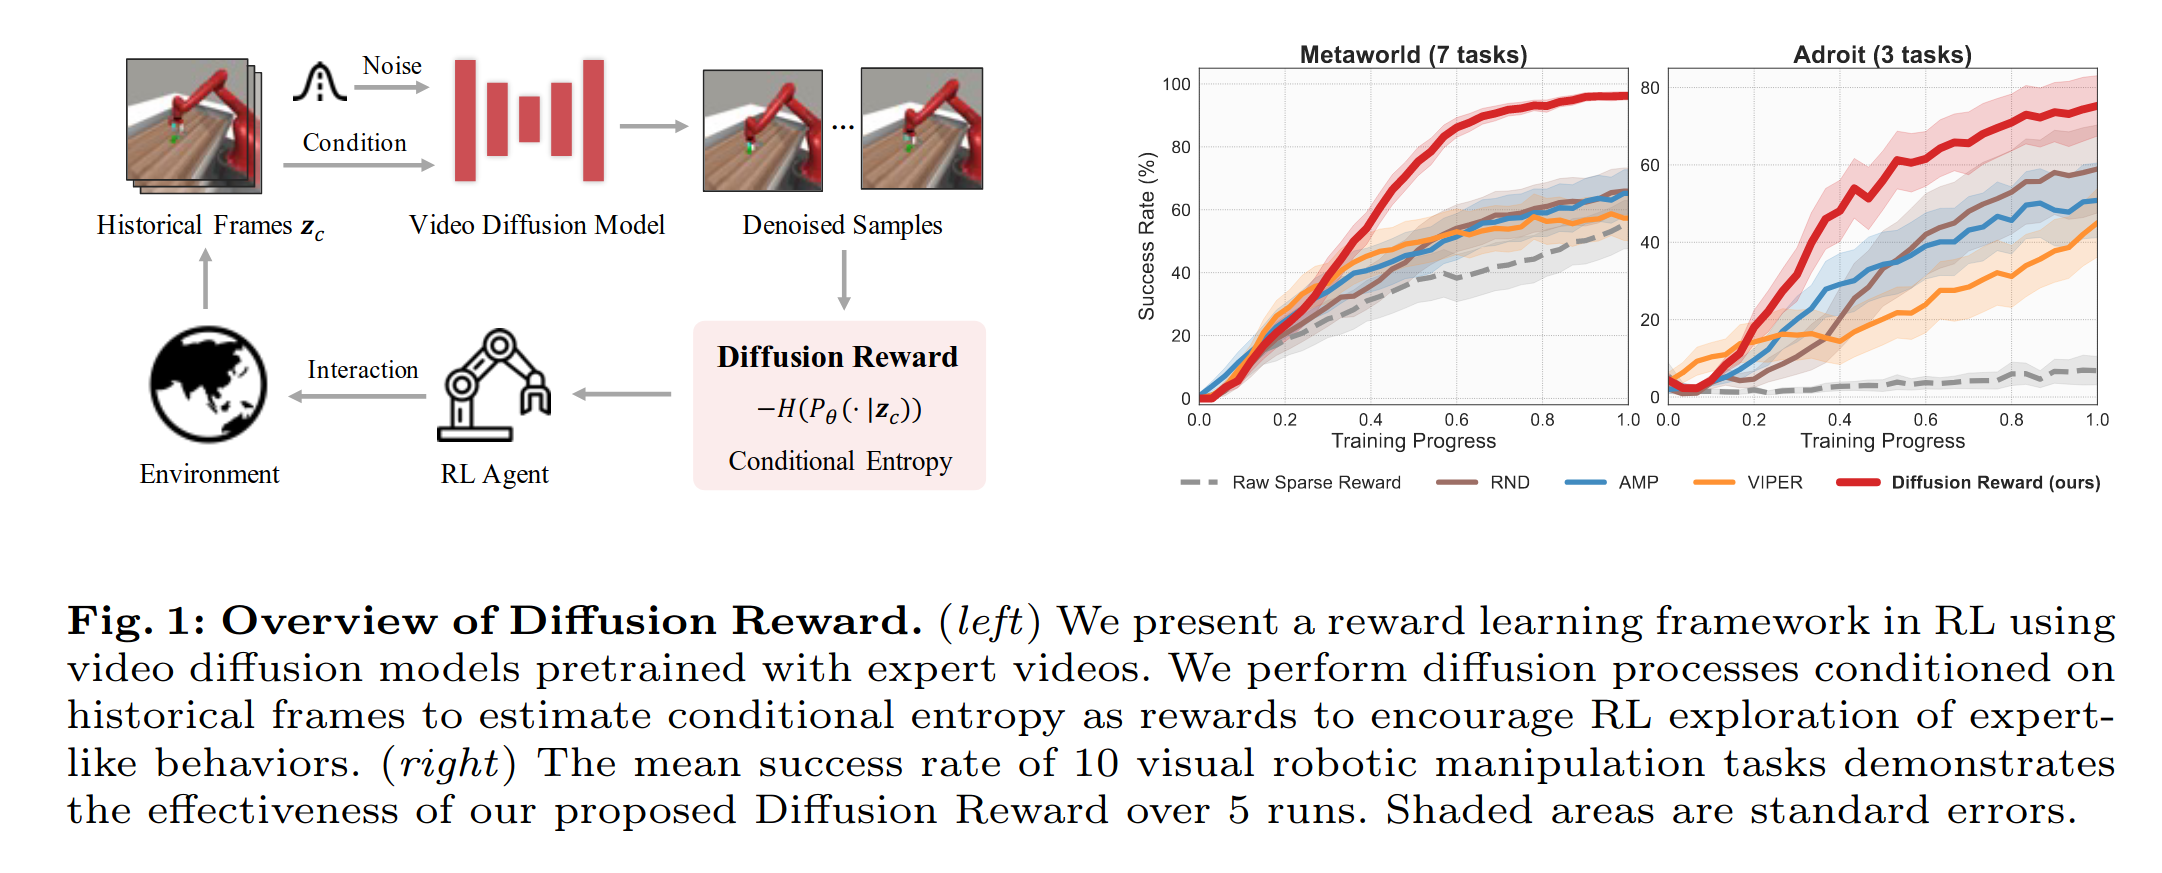 Noise
Condition
Historical Frames z_c
Video Diffusion Model
...
Denoised Samples
Diffusion Reward
−H(P_θ(· |z_c))
Conditional Entropy
Interaction
Environment
RL Agent
Metaworld (7 tasks)
Success Rate (%)
100
80
60
40
20
0
0.0 0.2 0.4 0.6 0.8 1.0
Training Progress
Adroit (3 tasks)
80
60
40
20
0
0.0 0.2 0.4 0.6 0.8 1.0
Training Progress
Raw Sparse Reward RND AMP VIPER Diffusion Reward (ours)
Fig. 1: Overview of Diffusion Reward. (left) We present a reward learning framework in RL using
video diffusion models pretrained with expert videos. We perform diffusion processes conditioned on
historical frames to estimate conditional entropy as rewards to encourage RL exploration of expert-
like behaviors. (right) The mean success rate of 10 visual robotic manipulation tasks demonstrates
the effectiveness of our proposed Diffusion Reward over 5 runs. Shaded areas are standard errors.